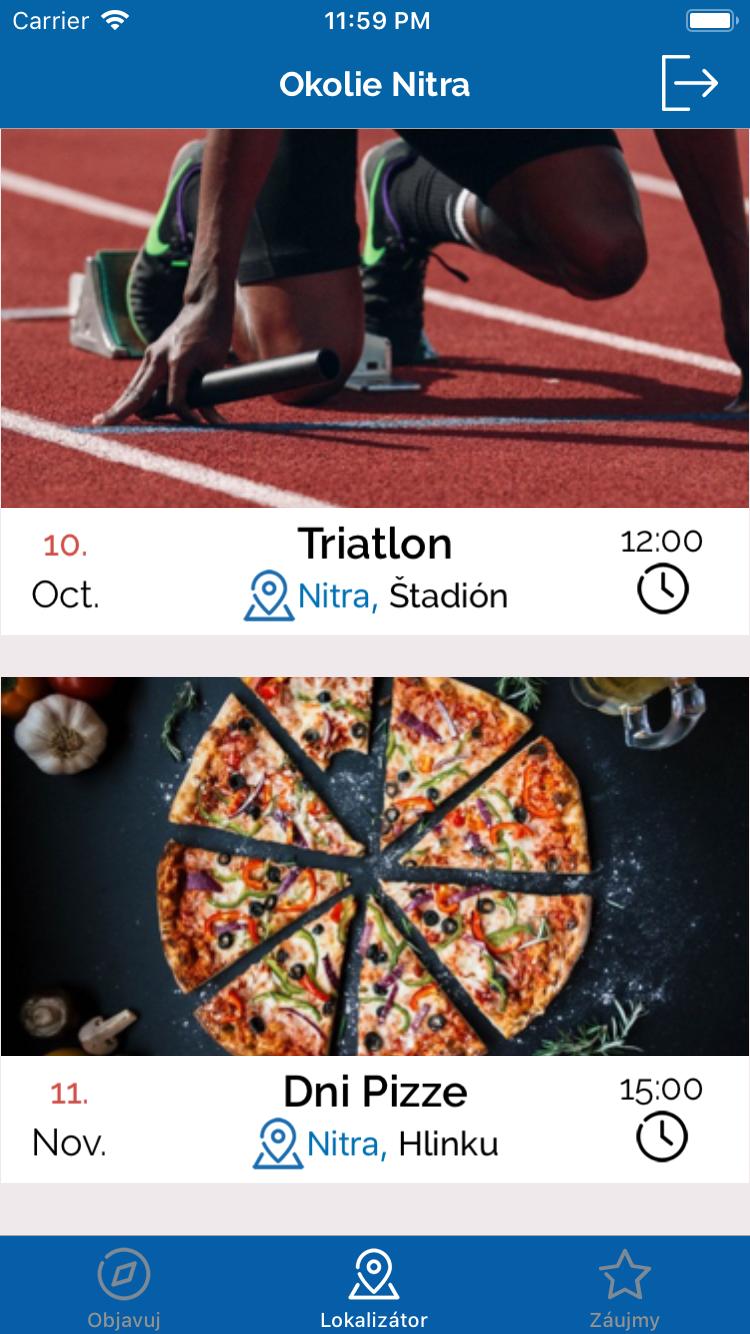 Carrier 11:59 PM
Okolie Nitra
10. Triatlon 12:00
Oct. Nitra, Štadión
11. Dni Pizze 15:00
Nov. Nitra, Hlinku
Objavuj Lokalizátor Záujmy